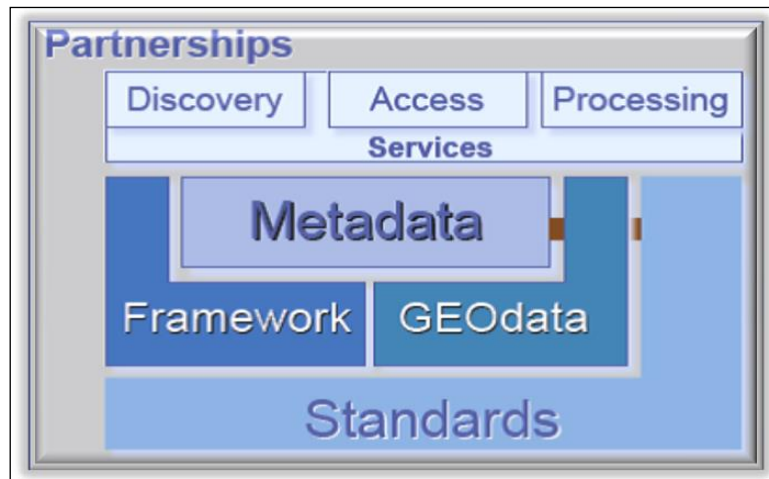 Partnerships
Discovery Access Processing
Services
Metadata
Framework GEOdata
Standards